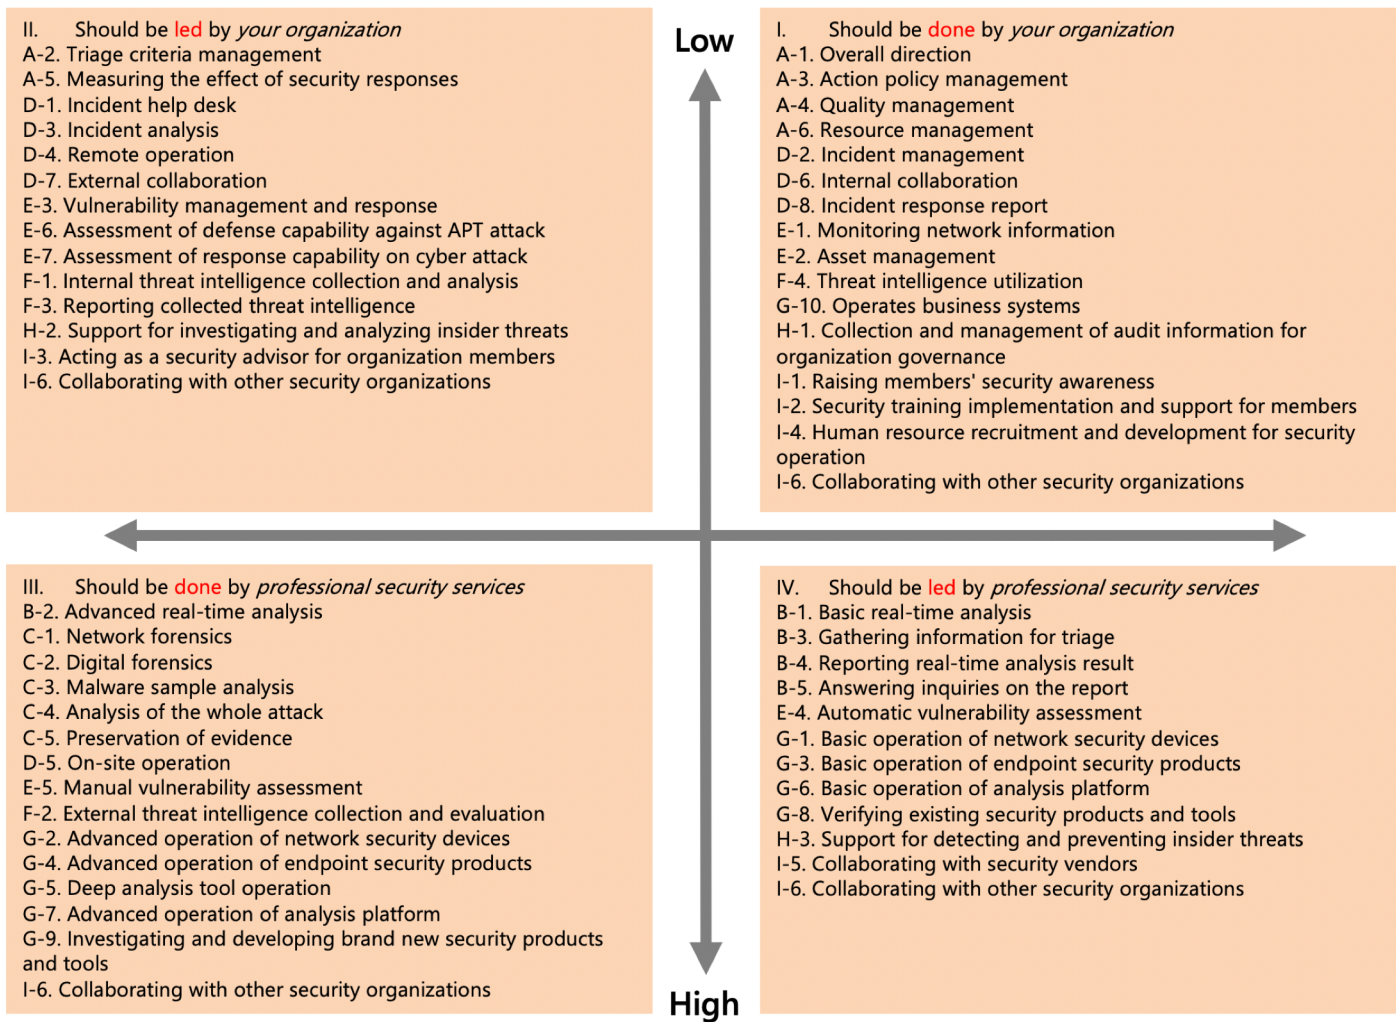 II. Should be led by your organization
A-2. Triage criteria management
A-5. Measuring the effect of security responses
D-1. Incident help desk
D-3. Incident analysis
D-4. Remote operation
D-7. External collaboration
E-3. Vulnerability management and response
E-6. Assessment of defense capability against APT attack
E-7. Assessment of response capability on cyber attack
F-1. Internal threat intelligence collection and analysis
F-3. Reporting collected threat intelligence
H-2. Support for investigating and analyzing insider threats
I-3. Acting as a security advisor for organization members
I-6. Collaborating with other security organizations
Low
I. Should be done by your organization
A-1. Overall direction
A-3. Action policy management
A-4. Quality management
A-6. Resource management
D-2. Incident management
D-6. Internal collaboration
D-8. Incident response report
E-1. Monitoring network information
E-2. Asset management
F-4. Threat intelligence utilization
G-10. Operates business systems
H-1. Collection and management of audit information for
organization governance
I-1. Raising members' security awareness
I-2. Security training implementation and support for members
I-4. Human resource recruitment and development for security
operation
I-6. Collaborating with other security organizations
III. Should be done by professional security services
B-2. Advanced real-time analysis
C-1. Network forensics
C-2. Digital forensics
C-3. Malware sample analysis
C-4. Analysis of the whole attack
C-5. Preservation of evidence
D-5. On-site operation
E-5. Manual vulnerability assessment
F-2. External threat intelligence collection and evaluation
G-2. Advanced operation of network security devices
G-4. Advanced operation of endpoint security products
G-5. Deep analysis tool operation
G-7. Advanced operation of analysis platform
G-9. Investigating and developing brand new security products
and tools
I-6. Collaborating with other security organizations
High
IV. Should be led by professional security services
B-1. Basic real-time analysis
B-3. Gathering information for triage
B-4. Reporting real-time analysis result
B-5. Answering inquiries on the report
E-4. Automatic vulnerability assessment
G-1. Basic operation of network security devices
G-3. Basic operation of endpoint security products
G-6. Basic operation of analysis platform
G-8. Verifying existing security products and tools
H-3. Support for detecting and preventing insider threats
I-5. Collaborating with security vendors
I-6. Collaborating with other security organizations